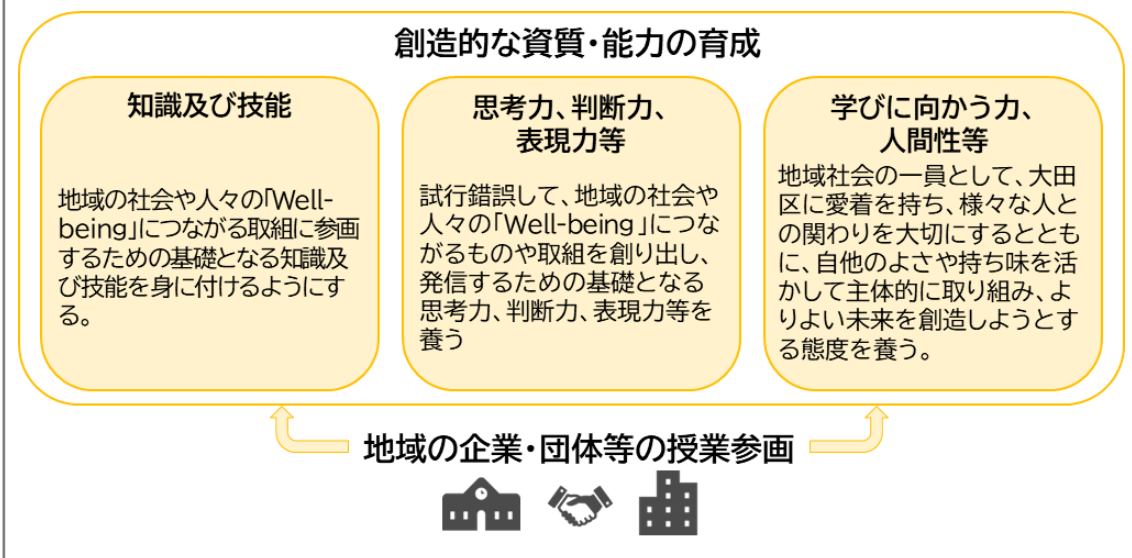 創造的な資質・能力の育成
知識及び技能
地域の社会や人々の｢Well-
being｣につながる取組に参画
するための基礎となる知識及
び技能を身に付けるようにす
る。
思考力、判断力、
表現力等
試行錯誤して、地域の社会や
人々の｢Well-being ｣につな
がるものや取組を創り出し、
発信するための基礎となる
思考力、判断力、表現力等を
養う
学びに向かう力、
人間性等
地域社会の一員として、大田
区に愛着を持ち、様々な人と
の関わりを大切にするととも
に、自他のよさや持ち味を活
かして主体的に取り組み、よ
りよい未来を創造しようとす
る態度を養う。
地域の企業・団体等の授業参画